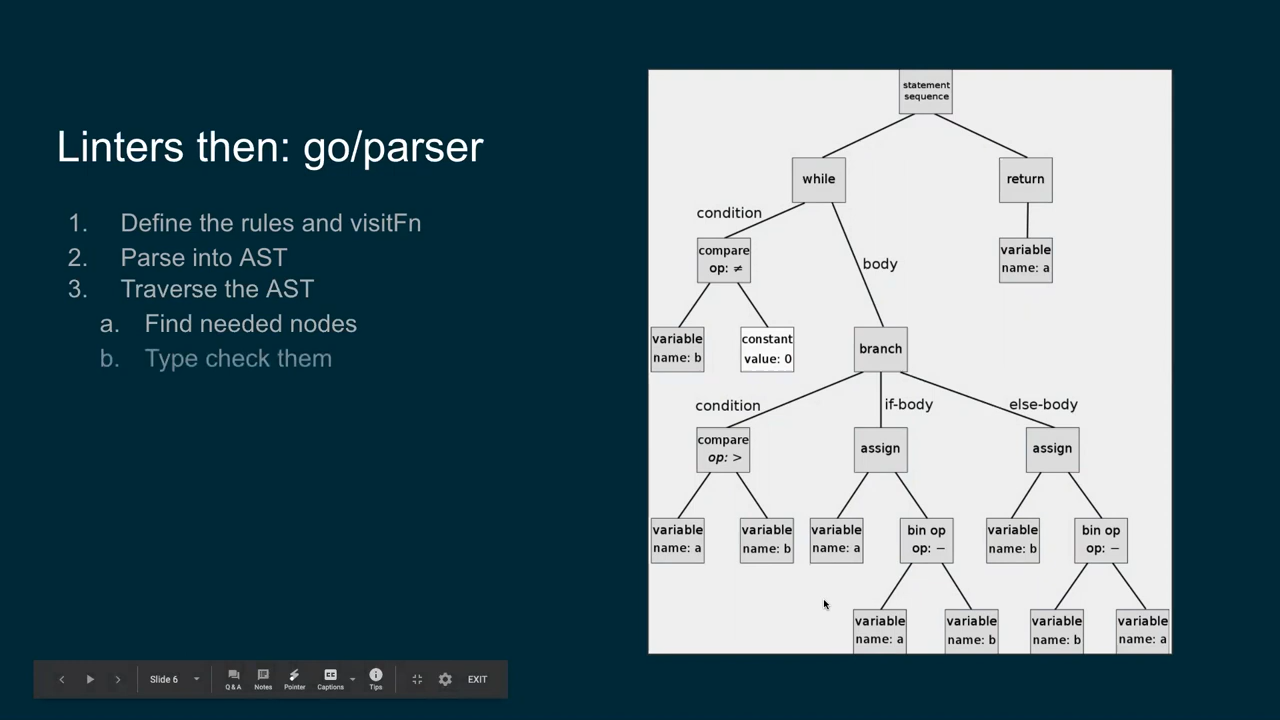 Linters then: go/parser
1. Define the rules and visitFn
2. Parse into AST
3. Traverse the AST
a. Find needed nodes
b. Type check them
statement
sequence
while
return
condition
compare
op: ≠
body
variable
name: a
variable
name: b
constant
value: 0
branch
condition
if-body
else-body
compare
op: >
assign
assign
variable
name: a
variable
name: b
variable
name: a
bin op
op: −
variable
name: b
bin op
op: −
variable
name: a
variable
name: b
variable
name: b
variable
name: a
Slide 6
Q&A
Notes
Pointer
Captions
Tips
EXIT